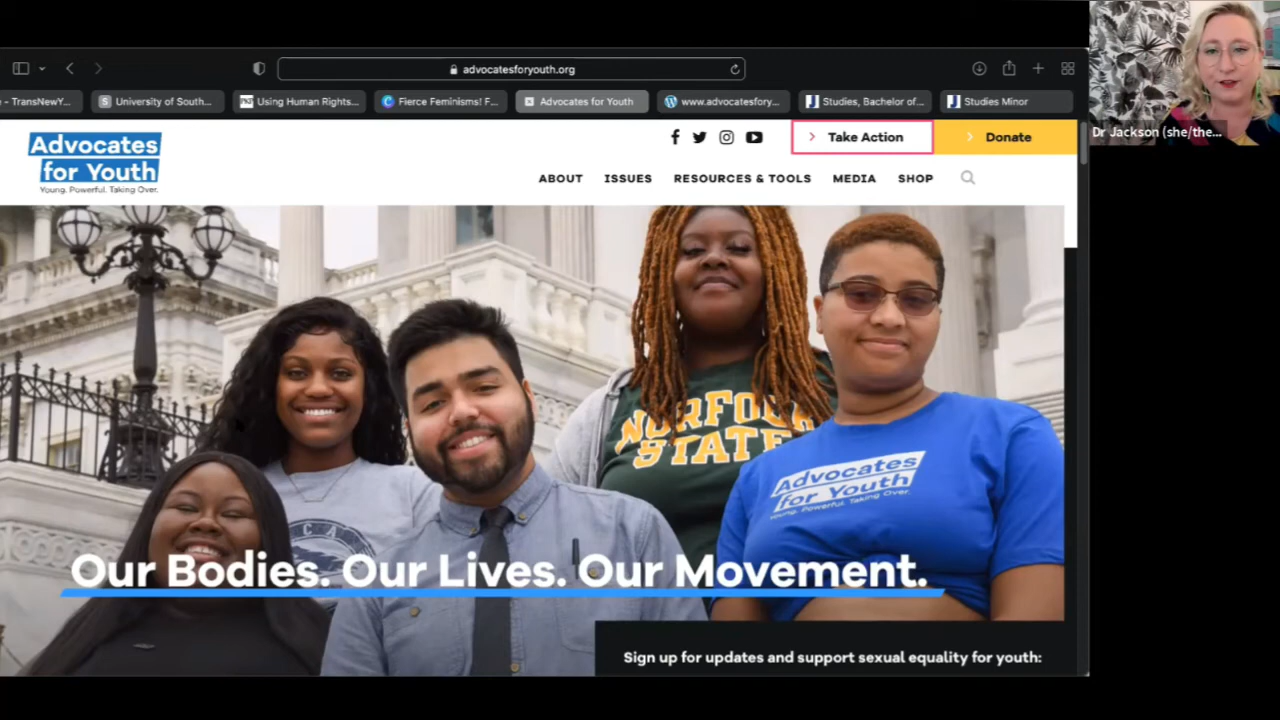 advocatesforyouth.org
- TransNewY...
University of South...
Using Human Rights...
Fierce Feminisms! F...
Advocates for Youth
www.advocatesfory...
Studies, Bachelor of...
Studies Minor
Dr Jackson (she/the...
Advocates
for Youth
Young. Powerful. Taking Over.
Take Action
Donate
ABOUT
ISSUES
RESOURCES & TOOLS
MEDIA
SHOP
NORFOLK
STATE
Advocates
for Youth
Young. Powerful. Taking Over.
Our Bodies. Our Lives. Our Movement.
Sign up for updates and support sexual equality for youth: